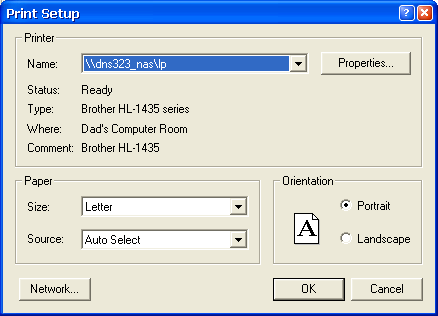 Print Setup
Printer
Name: \\dns323_nas\lp Properties...
Status: Ready
Type: Brother HL-1435 series
Where: Dad's Computer Room
Comment: Brother HL-1435
Paper
Size: Letter
Source: Auto Select
Orientation
A
Portrait
Landscape
Network... OK Cancel